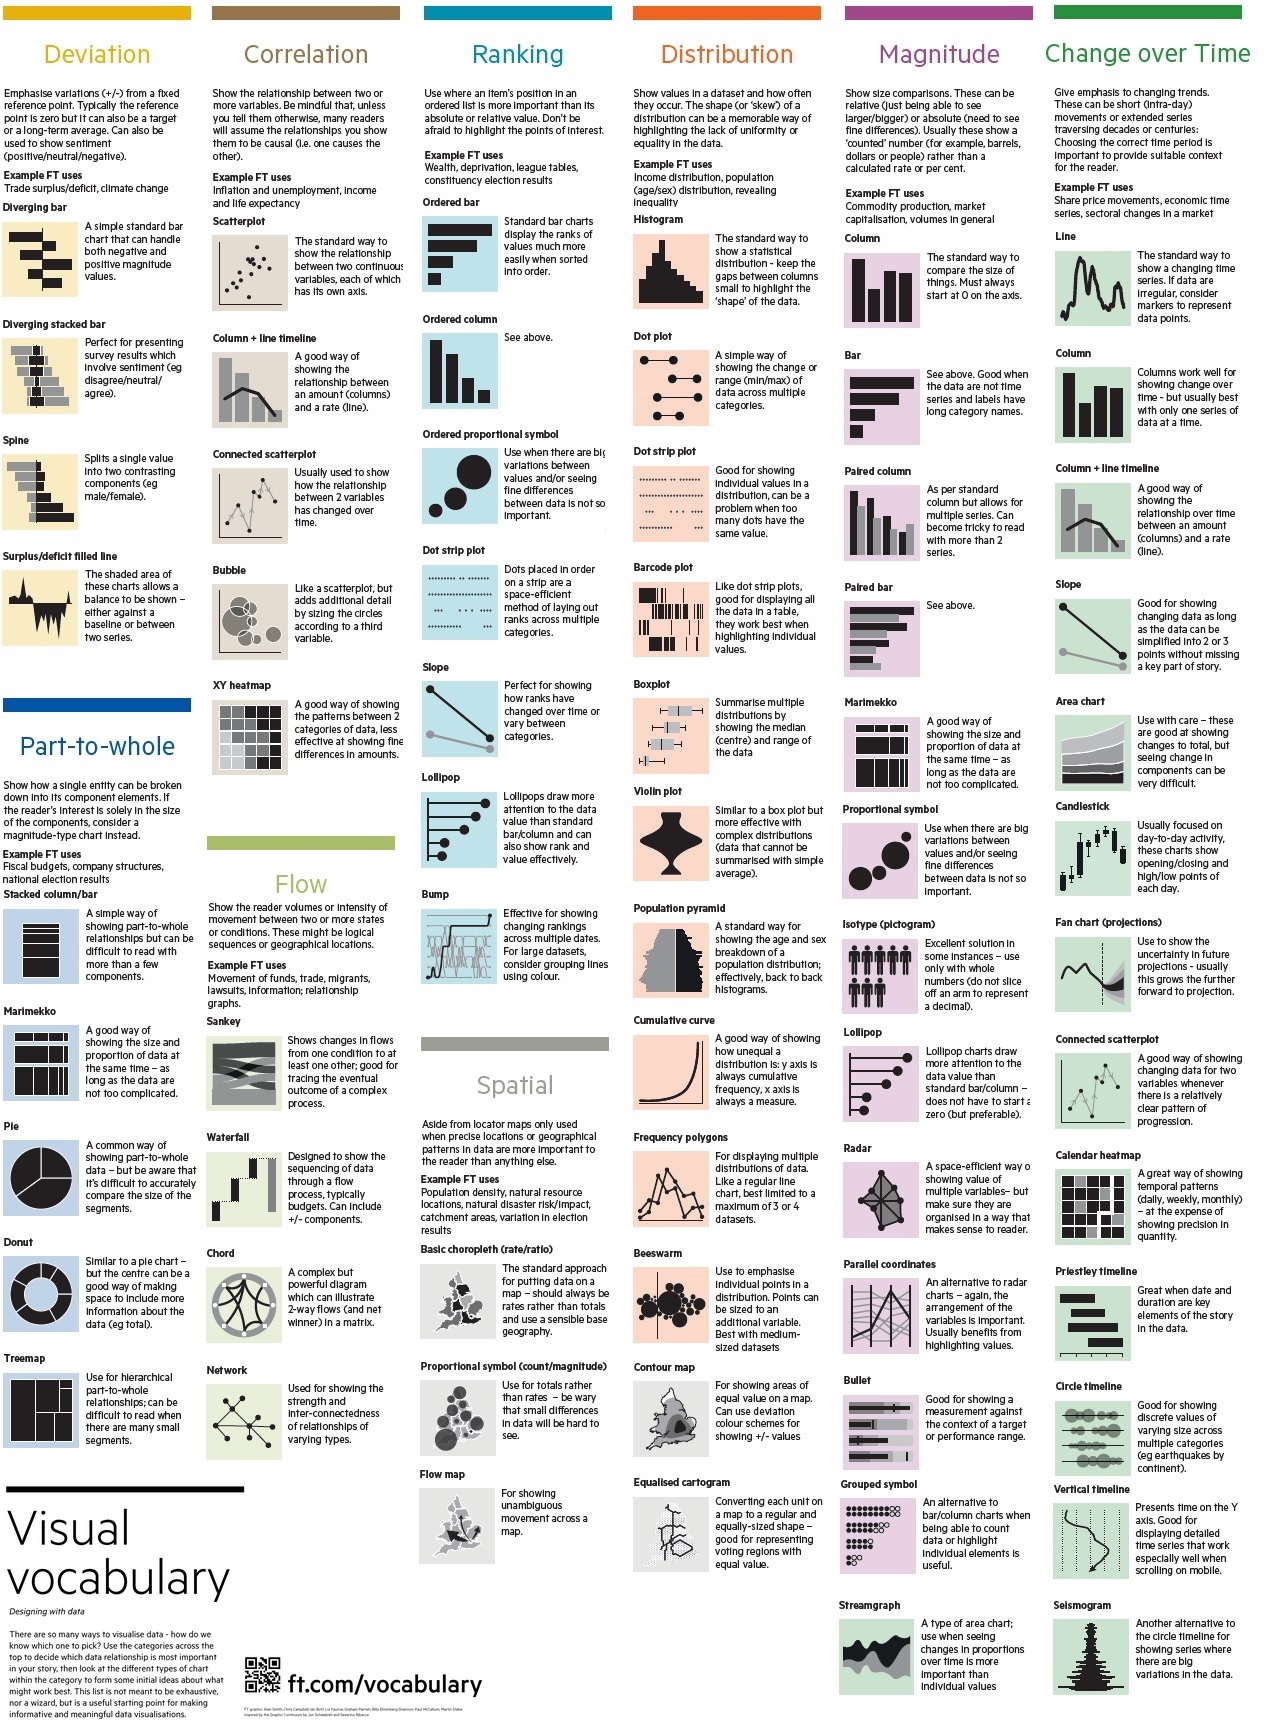 Deviation
Emphasise variations (+/-) from a fixed
reference point. Typically the reference
point is zero but it can also be a target
or a long-term average. Can also be
used to show sentiment
(positive/neutral/negative).
Example FT uses
Trade surplus/deficit, climate change
Diverging bar
A simple standard bar
chart that can handle
both negative and
positive magnitude
values.
Diverging stacked bar
Perfect for presenting
survey results which
involve sentiment (eg
disagree/neutral/
agree).
Spine
Splits a single value
into two contrasting
components (eg
male/female).
Surplus/deficit filled line
The shaded area of
these charts allows a
balance to be shown –
either against a
baseline or between
two series.
Part-to-whole
Show how a single entity can be broken
down into its component elements. If
the reader's interest is solely in the size
of the components, consider a
magnitude-type chart instead.
Example FT uses
Fiscal budgets, company structures,
national election results
Stacked column/bar
A simple way of
showing part-to-whole
relationships but can be
difficult to read with
more than a few
components.
Marimekko
A good way of
showing the size and
proportion of data at
the same time – as
long as the data are
not too complicated.
Pie
A common way of
showing part-to-whole
data – but be aware that
it's difficult to accurately
compare the size of the
segments.
Donut
Similar to a pie chart –
but the centre can be a
good way of making
space to include more
information about the
data (eg total).
Treemap
Use for hierarchical
part-to-whole
relationships; can be
difficult to read when
there are many small
segments.
Correlation
Show the relationship between two or
more variables. Be mindful that, unless
you tell them otherwise, many readers
will assume the relationships you show
them to be causal (i.e. one causes the
other).
Example FT uses
Inflation and unemployment, income
and life expectancy
Scatterplot
The standard way to
show the relationship
between two continuous
variables, each of which
has its own axis.
Column + line timeline
A good way of
showing the
relationship between
an amount (columns)
and a rate (line).
Connected scatterplot
Usually used to show
how the relationship
between 2 variables
has changed over
time.
Bubble
Like a scatterplot, but
adds additional detail
by sizing the circles
according to a third
variable.
XY heatmap
A good way of showing
the patterns between 2
categories of data, less
effective at showing fine
differences in amounts.
Flow
Show the reader volumes or intensity of
movement between two or more states
or conditions. These might be logical
sequences or geographical locations.
Example FT uses
Movement of funds, trade, migrants,
lawsuits, information; relationship
graphs.
Sankey
Shows changes in flows
from one condition to at
least one other; good for
tracing the eventual
outcome of a complex
process.
Waterfall
Designed to show the
sequencing of data
through a flow
process, typically
budgets. Can include
+/- components.
Chord
A complex but
powerful diagram
which can illustrate
2-way flows (and net
winner) in a matrix.
Network
Used for showing the
strength and
inter-connectedness
of relationships of
varying types.
Ranking
Use where an item's position in an
ordered list is more important than its
absolute or relative value. Don't be
afraid to highlight the points of interest.
Example FT uses
Wealth, deprivation, league tables,
constituency election results
Ordered bar
Standard bar charts
display the ranks of
values much more
easily when sorted
into order.
Ordered column
See above.
Ordered proportional symbol
Use when there are big
variations between
values and/or seeing
fine differences
between data is not so
important.
Dot strip plot
Dots placed in order
on a strip are a
space-efficient
method of laying out
ranks across multiple
categories.
Slope
Perfect for showing
how ranks have
changed over time or
vary between
categories.
Lollipop
Lollipops draw more
attention to the data
value than standard
bar/column and can
also show rank and
value effectively.
Bump
Effective for showing
changing rankings
across multiple dates.
For large datasets,
consider grouping lines
using colour.
Spatial
Aside from locator maps only used
when precise locations or geographical
patterns in data are more important to
the reader than anything else.
Example FT uses
Population density, natural resource
locations, natural disaster risk/impact,
catchment areas, variation in election
results
Basic choropleth (rate/ratio)
The standard approach
for putting data on a
map – should always be
rates rather than totals
and use a sensible base
geography.
Proportional symbol (count/magnitude)
Use for totals rather
than rates – be wary
that small differences
in data will be hard to
see.
Flow map
For showing
unambiguous
movement across a
map.
Distribution
Show values in a dataset and how often
they occur. The shape (or 'skew') of a
distribution can be a memorable way of
highlighting the lack of uniformity or
equality in the data.
Example FT uses
Income distribution, population
(age/sex) distribution, revealing
inequality
Histogram
The standard way to
show a statistical
distribution - keep the
gaps between columns
small to highlight the
'shape' of the data.
Dot plot
A simple way of
showing the change or
range (min/max) of
data across multiple
categories.
Dot strip plot
Good for showing
individual values in a
distribution, can be a
problem when too
many dots have the
same value.
Barcode plot
Like dot strip plots,
good for displaying all
the data in a table,
they work best when
highlighting individual
values.
Boxplot
Summarise multiple
distributions by
showing the median
(centre) and range of
the data
Violin plot
Similar to a box plot but
more effective with
complex distributions
(data that cannot be
summarised with simple
average).
Population pyramid
A standard way for
showing the age and sex
breakdown of a
population distribution;
effectively, back to back
histograms.
Cumulative curve
A good way of showing
how unequal a
distribution is: y axis is
always cumulative
frequency, x axis is
always a measure.
Frequency polygons
For displaying multiple
distributions of data.
Like a regular line
chart, best limited to a
maximum of 3 or 4
datasets.
Beeswarm
Use to emphasise
individual points in a
distribution. Points can
be sized to an
additional variable.
Best with medium-
sized datasets
Contour map
For showing areas of
equal value on a map.
Can use deviation
colour schemes for
showing +/- values
Equalised cartogram
Converting each unit on
a map to a regular and
equally-sized shape –
good for representing
voting regions with
equal value.
Magnitude
Show size comparisons. These can be
relative (just being able to see
larger/bigger) or absolute (need to see
fine differences). Usually these show a
'counted' number (for example, barrels,
dollars or people) rather than a
calculated rate or per cent.
Example FT uses
Commodity production, market
capitalisation, volumes in general
Column
The standard way to
compare the size of
things. Must always
start at 0 on the axis.
Bar
See above. Good when
the data are not time
series and labels have
long category names.
Paired column
As per standard
column but allows for
multiple series. Can
become tricky to read
with more than 2
series.
Paired bar
See above.
Marimekko
A good way of
showing the size and
proportion of data at
the same time – as
long as the data are
not too complicated.
Proportional symbol
Use when there are big
variations between
values and/or seeing
fine differences
between data is not so
important.
Isotype (pictogram)
Excellent solution in
some instances – use
only with whole
numbers (do not slice
off an arm to represent
a decimal).
Lollipop
Lollipop charts draw
more attention to the
data value than
standard bar/column –
does not have to start a
zero (but preferable).
Radar
A space-efficient way o
showing value of
multiple variables– but
make sure they are
organised in a way that
makes sense to reader.
Parallel coordinates
An alternative to radar
charts – again, the
arrangement of the
variables is important.
Usually benefits from
highlighting values.
Bullet
Good for showing a
measurement against
the context of a target
or performance range.
Grouped symbol
An alternative to
bar/column charts when
being able to count
data or highlight
individual elements is
useful.
Streamgraph
A type of area chart;
use when seeing
changes in proportions
over time is more
important than
individual values
Change over Time
Give emphasis to changing trends.
These can be short (intra-day)
movements or extended series
traversing decades or centuries:
Choosing the correct time period is
important to provide suitable context
for the reader.
Example FT uses
Share price movements, economic time
series, sectoral changes in a market
Line
The standard way to
show a changing time
series. If data are
irregular, consider
markers to represent
data points.
Column
Columns work well for
showing change over
time - but usually best
with only one series of
data at a time.
Column + line timeline
A good way of
showing the
relationship over time
between an amount
(columns) and a rate
(line).
Slope
Good for showing
changing data as long
as the data can be
simplified into 2 or 3
points without missing
a key part of story.
Area chart
Use with care – these
are good at showing
changes to total, but
seeing change in
components can be
very difficult.
Candlestick
Usually focused on
day-to-day activity,
these charts show
opening/closing and
high/low points of
each day.
Fan chart (projections)
Use to show the
uncertainty in future
projections - usually
this grows the further
forward to projection.
Connected scatterplot
A good way of showing
changing data for two
variables whenever
there is a relatively
clear pattern of
progression.
Calendar heatmap
A great way of showing
temporal patterns
(daily, weekly, monthly)
– at the expense of
showing precision in
quantity.
Priestley timeline
Great when date and
duration are key
elements of the story
in the data.
Circle timeline
Good for showing
discrete values of
varying size across
multiple categories
(eg earthquakes by
continent).
Vertical timeline
Presents time on the Y
axis. Good for
displaying detailed
time series that work
especially well when
scrolling on mobile.
Seismogram
Another alternative to
the circle timeline for
showing series where
there are big
variations in the data.
Visual
vocabulary
Designing with data
There are so many ways to visualise data - how do we
know which one to pick? Use the categories across the
top to decide which data relationship is most important
in your story, then look at the different types of chart
within the category to form some initial ideas about what
might work best. This list is not meant to be exhaustive,
nor a wizard, but is a useful starting point for making
informative and meaningful data visualisations.
ft.com/vocabulary
FT graphic: Alan Smith; Chris Campbell; Ian Bott; Liz Faunce; Graham Parrish; Billy Ehrenberg-Shannon; Paul McCallum; Martin Stabe
Inspired by the Graphic Continuum by Jon Schwabish and Severino Ribecca